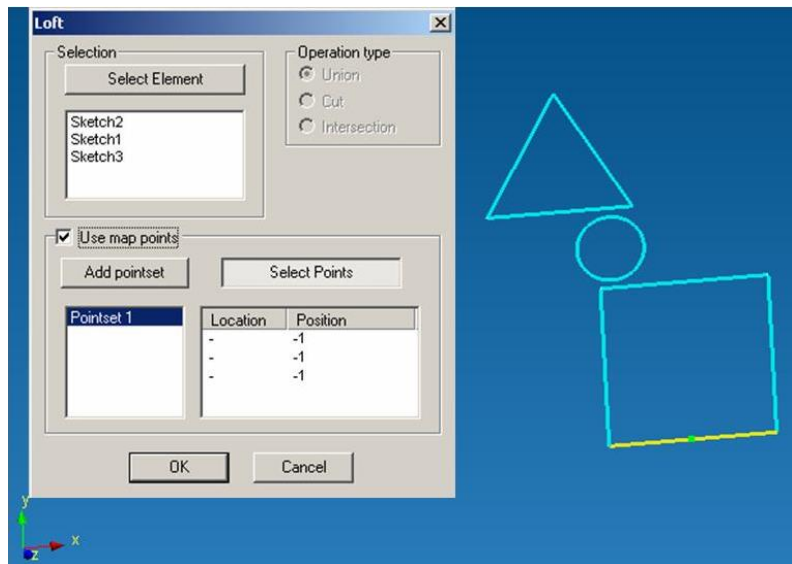 Loft
Selection
Select Element
Sketch2
Sketch1
Sketch3
Operation type
Union
Cut
Intersection
Use map points
Add pointset
Select Points
Pointset 1
Location Position
- -1
- -1
- -1
OK
Cancel
y
x
z